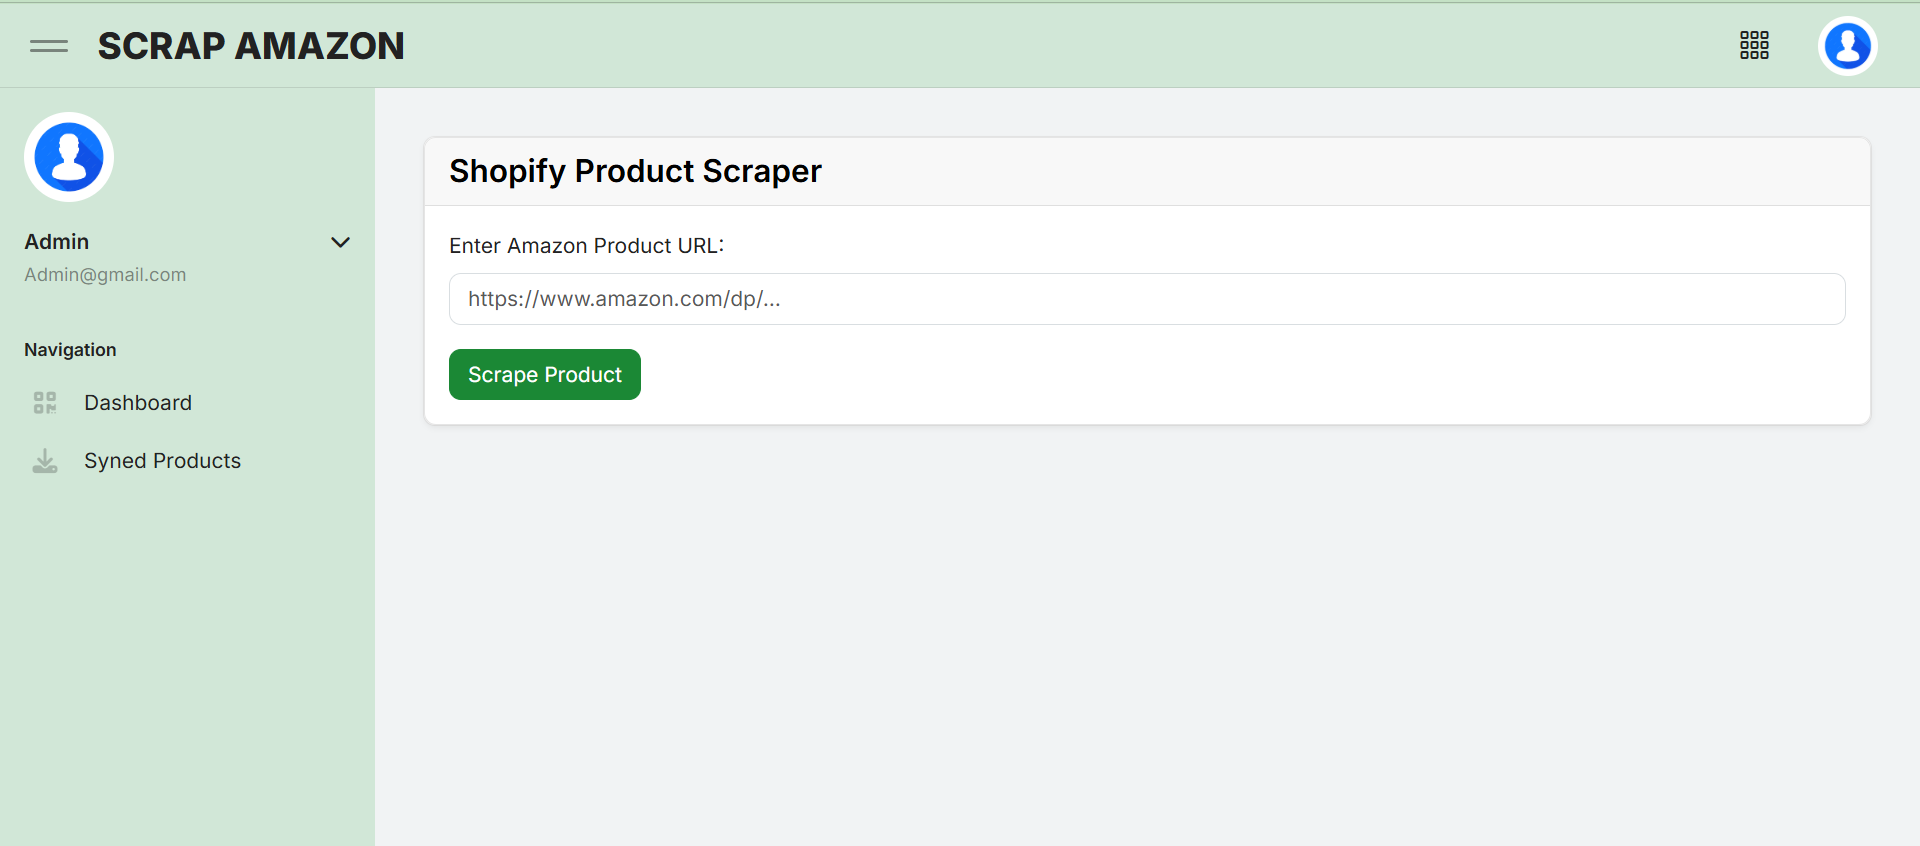 SCRAP AMAZON
Admin
Admin@gmail.com
Navigation
Dashboard
Syned Products
Shopify Product Scraper
Enter Amazon Product URL:
https://www.amazon.com/dp/...
Scrape Product